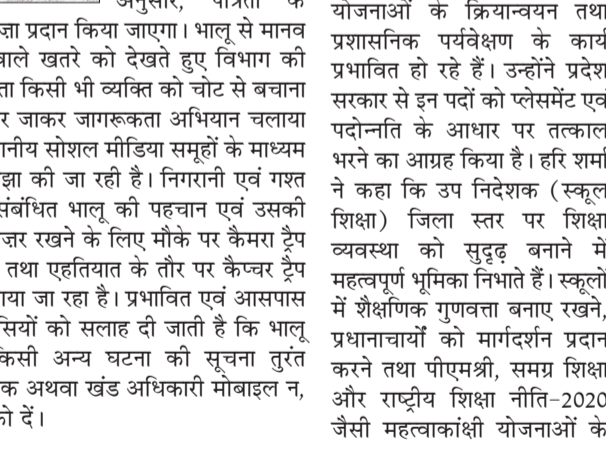 अनुसार, पात्रता के
जा प्रदान किया जाएगा। भालू से मानव
वाले खतरे को देखते हुए विभाग की
ता किसी भी व्यक्ति को चोट से बचाना
र जाकर जागरूकता अभियान चलाया
ानीय सोशल मीडिया समूहों के माध्यम
झा की जा रही है। निगरानी एवं गश्त
संबंधित भालू की पहचान एवं उसकी
जर रखने के लिए मौके पर कैमरा ट्रैप
तथा एहतियात के तौर पर कैप्चर ट्रैप
ाया जा रहा है। प्रभावित एवं आसपास
सियों को सलाह दी जाती है कि भालू
किसी अन्य घटना की सूचना तुरंत
क अथवा खंड अधिकारी मोबाइल न,
को दें।
योजनाओं के क्रियान्वयन तथा
प्रशासनिक पर्यवेक्षण के कार्य
प्रभावित हो रहे हैं। उन्होंने प्रदेश
सरकार से इन पदों को प्लेसमेंट एवं
पदोन्नति के आधार पर तत्काल
भरने का आग्रह किया है। हरि शर्मा
ने कहा कि उप निदेशक (स्कूल
शिक्षा) जिला स्तर पर शिक्षा
व्यवस्था को सुदृढ़ बनाने में
महत्वपूर्ण भूमिका निभाते हैं। स्कूलों
में शैक्षणिक गुणवत्ता बनाए रखने,
प्रधानाचार्यों को मार्गदर्शन प्रदान
करने तथा पीएमश्री, समग्र शिक्षा
और राष्ट्रीय शिक्षा नीति-2020
जैसी महत्वाकांक्षी योजनाओं के